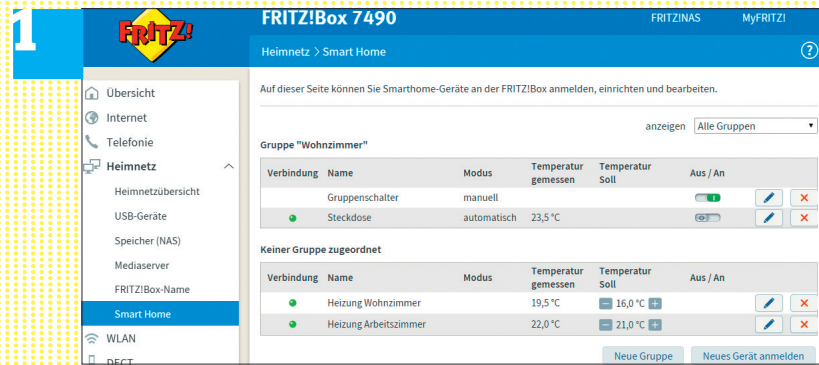 1
FRITZ!
FRITZ!Box 7490
FRITZ!NAS MyFRITZ!
Heimnetz > Smart Home
?
Übersicht
Internet
Telefonie
Heimnetz
Heimnetzübersicht
USB-Geräte
Speicher (NAS)
Mediaserver
FRITZ!Box-Name
Smart Home
WLAN
DECT
Auf dieser Seite können Sie Smarthome-Geräte an der FRITZ!Box anmelden, einrichten und bearbeiten.
anzeigen Alle Gruppen
Gruppe "Wohnzimmer"
Verbindung Name Modus Temperatur gemessen Temperatur Soll Aus / An
Gruppenschalter manuell
Steckdose automatisch 23,5 °C
Keiner Gruppe zugeordnet
Verbindung Name Modus Temperatur gemessen Temperatur Soll Aus / An
Heizung Wohnzimmer 19,5 °C 16,0 °C
Heizung Arbeitszimmer 22,0 °C 21,0 °C
Neue Gruppe Neues Gerät anmelden